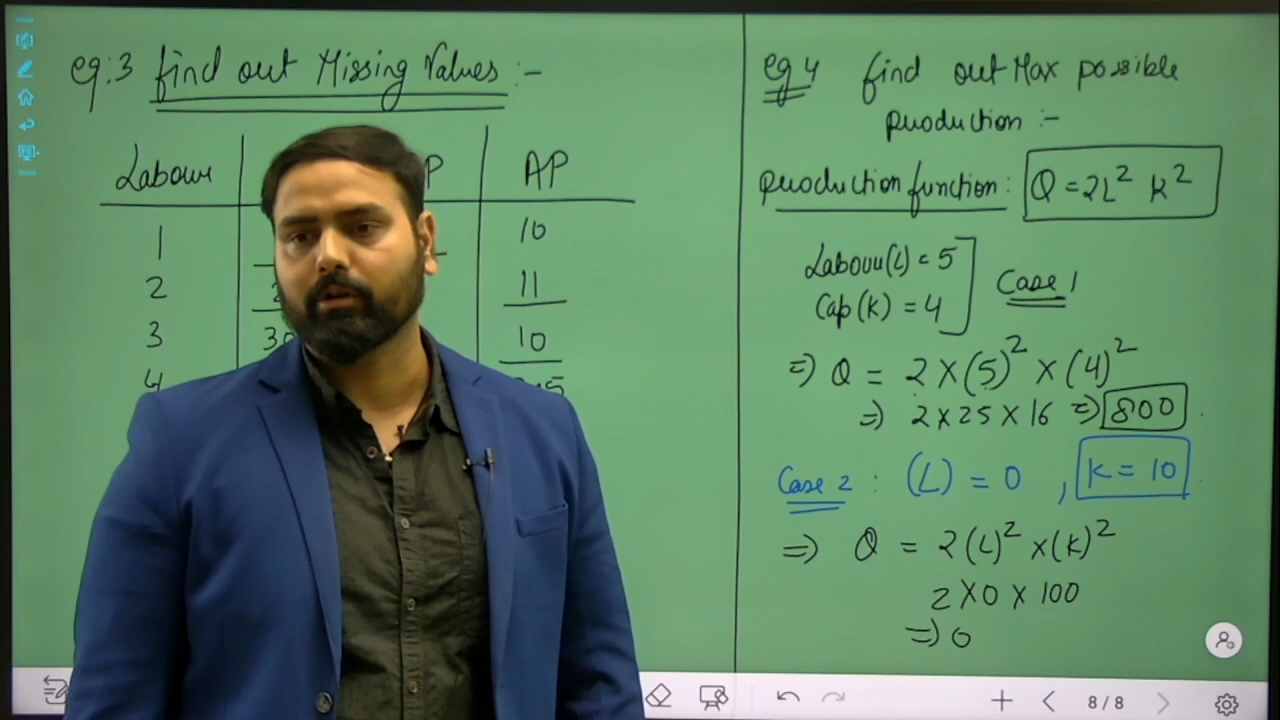 eg:3 find out Missing Values :-
Labour P AP
1 10
2 2 11
3 30 10
4
eg 4 find out Max possible
production :-
production function: Q = 2L² K²
Labour(L) = 5
Cap(K) = 4
Case 1
=) Q = 2 × (5)² × (4)²
=) 2 × 25 × 16 =) 800
Case 2 : (L) = 0 , K = 10
=) Q = 2(L)² × (K)²
2 × 0 × 100
=) 0
8/8